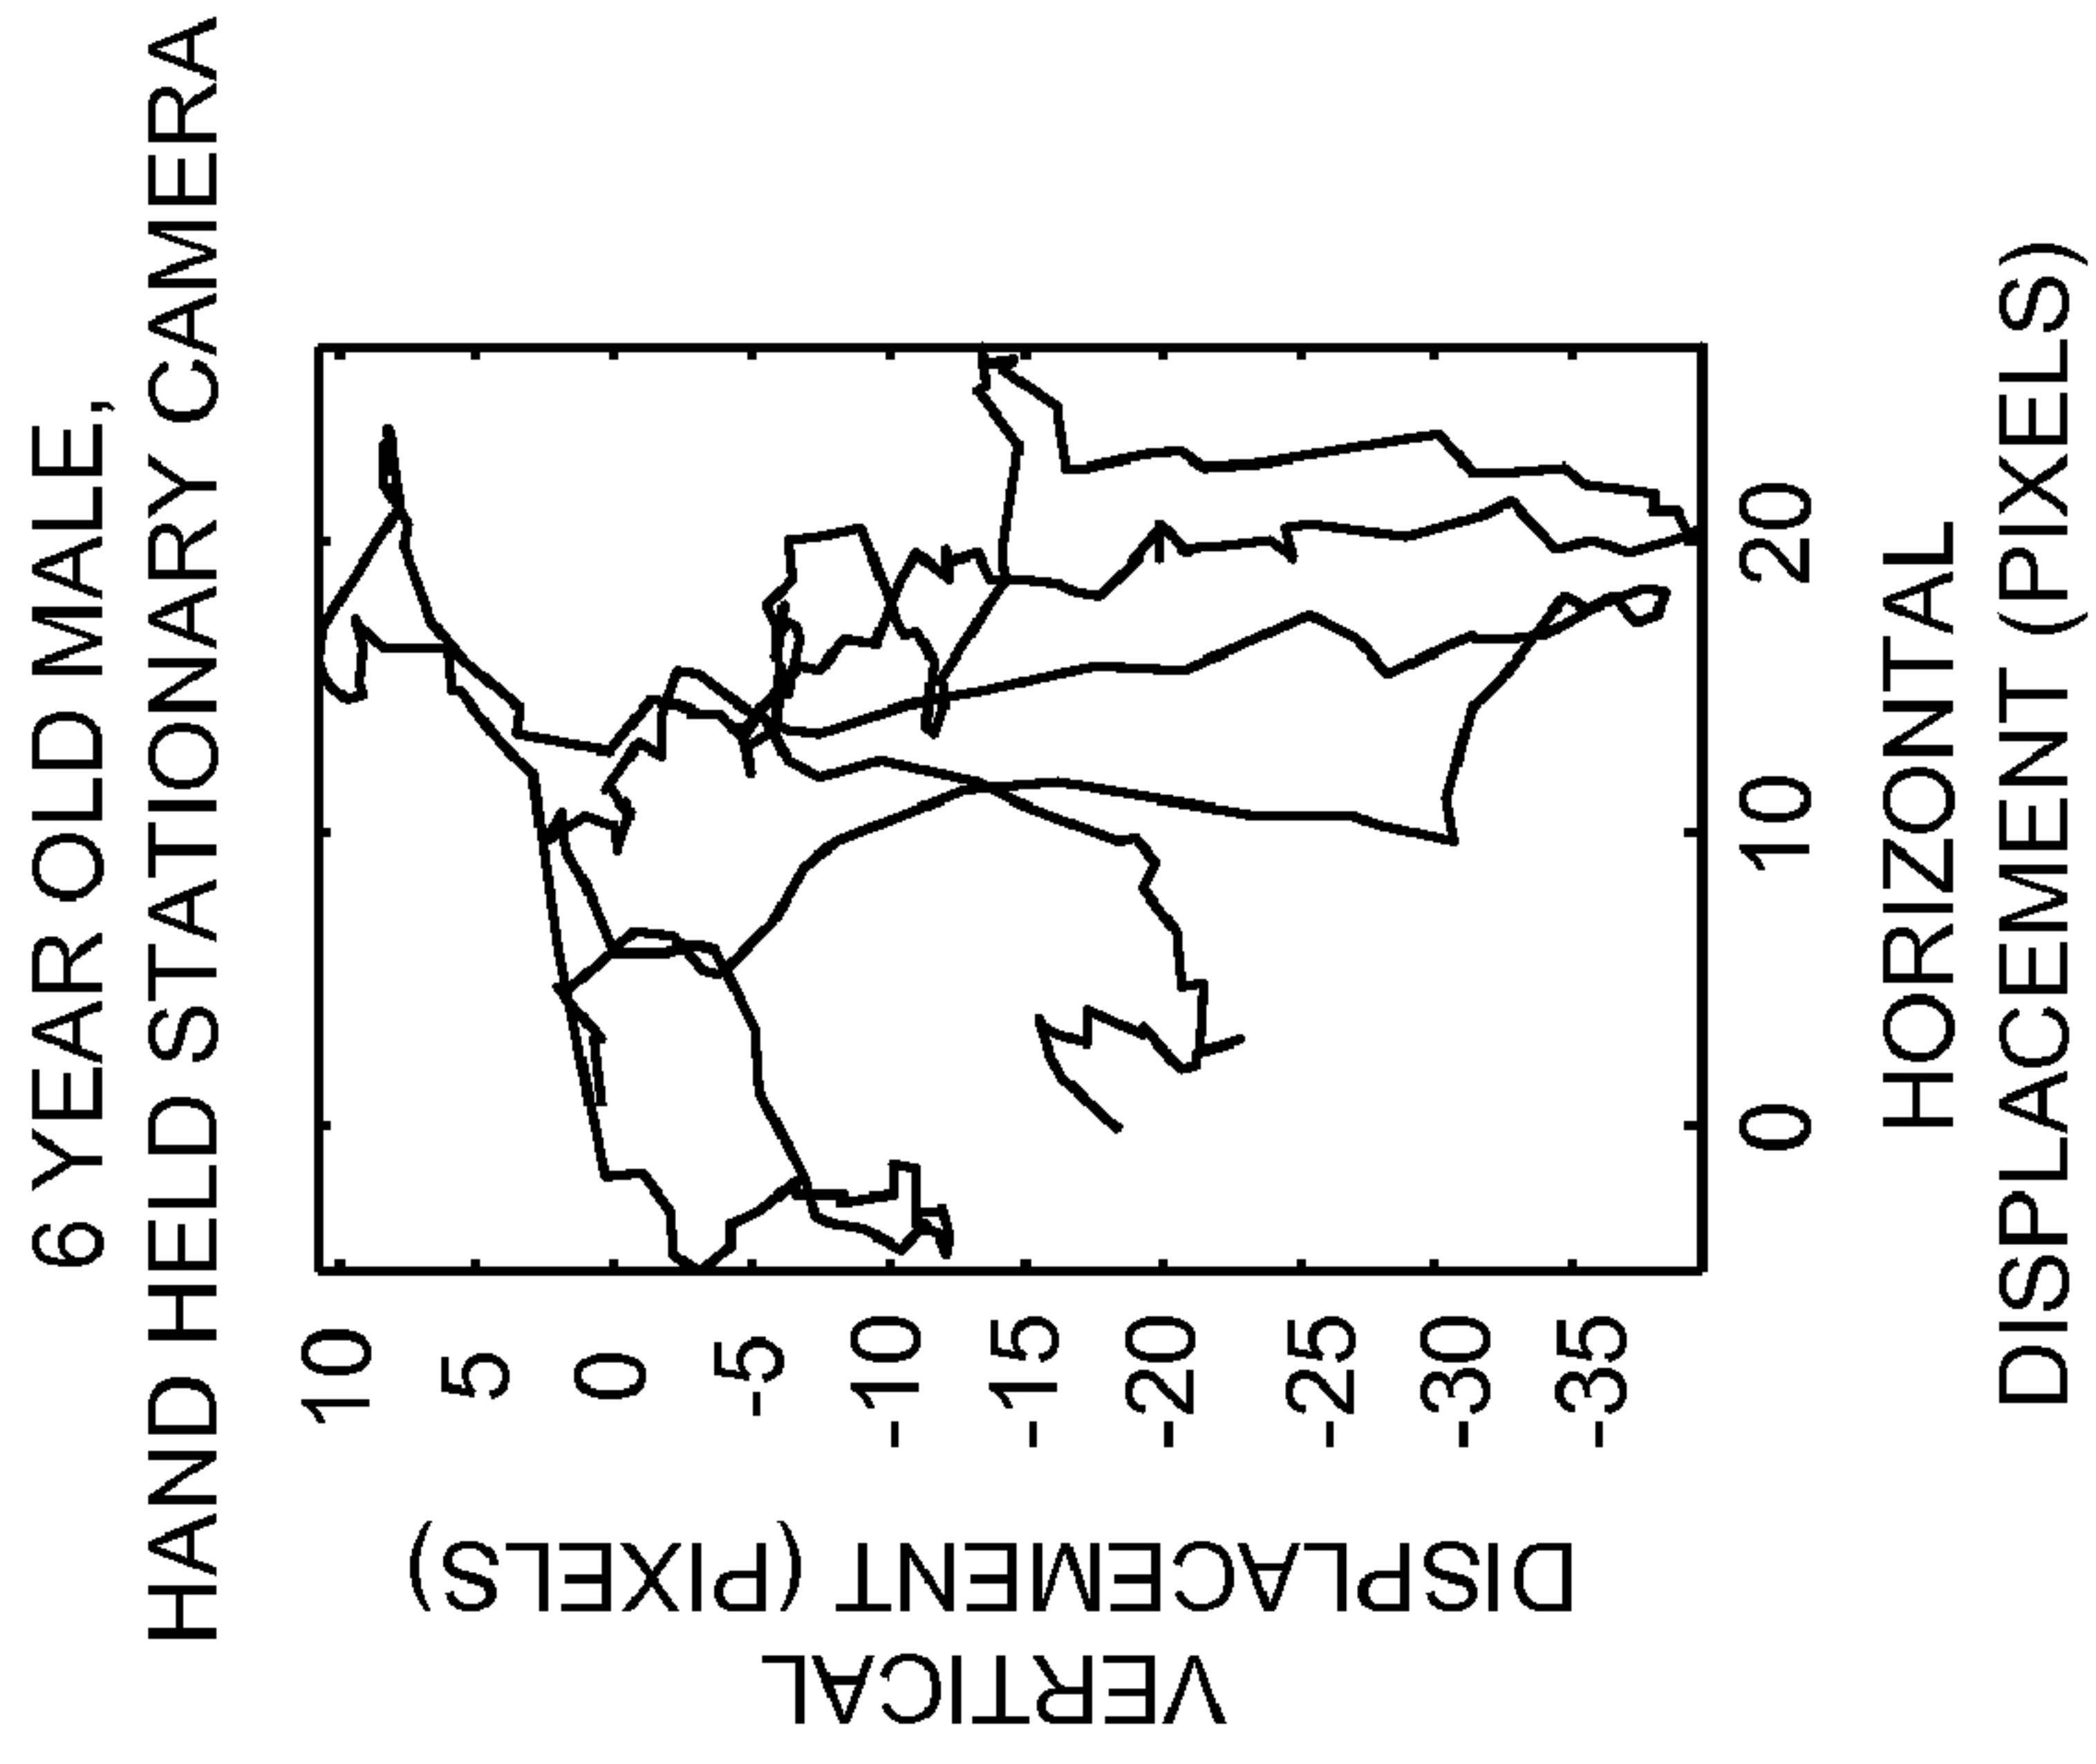 6 YEAR OLD MALE,
HAND HELD STATIONARY CAMERA
VERTICAL
DISPLACEMENT (PIXELS)
10
5
0
-5
-10
-15
-20
-25
-30
-35
0
10
20
HORIZONTAL
DISPLACEMENT (PIXELS)